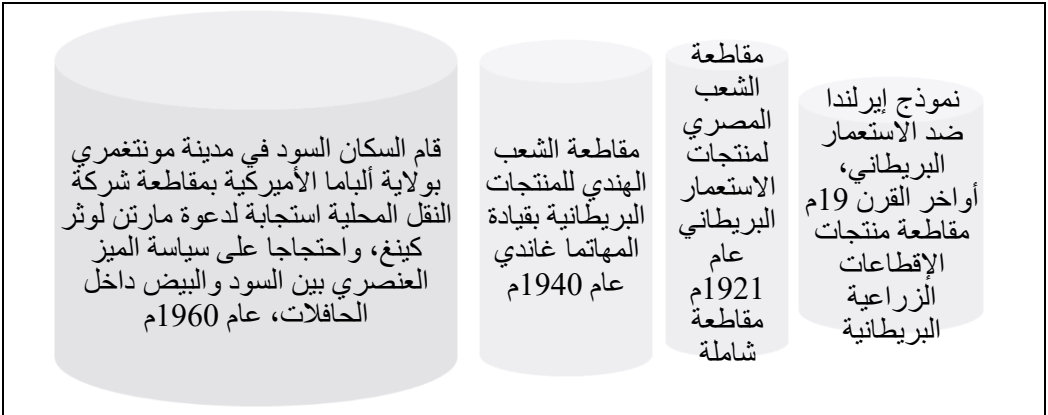 نموذج إيرلندا
ضد الاستعمار
البريطاني،
أواخر القرن 19م
مقاطعة منتجات
الإقطاعات
الزراعية
البريطانية
مقاطعة
الشعب
المصري
لمنتجات
الاستعمار
البريطاني
عام
1921م
مقاطعة
شاملة
مقاطعة الشعب
الهندي للمنتجات
البريطانية بقيادة
المهاتما غاندي
عام 1940م
قام السكان السود في مدينة مونتغمري
بولاية ألباما الأميركية بمقاطعة شركة
النقل المحلية استجابة لدعوة مارتن لوثر
كينغ، واحتجاجا على سياسة الميز
العنصري بين السود والبيض داخل
الحافلات، عام 1960م